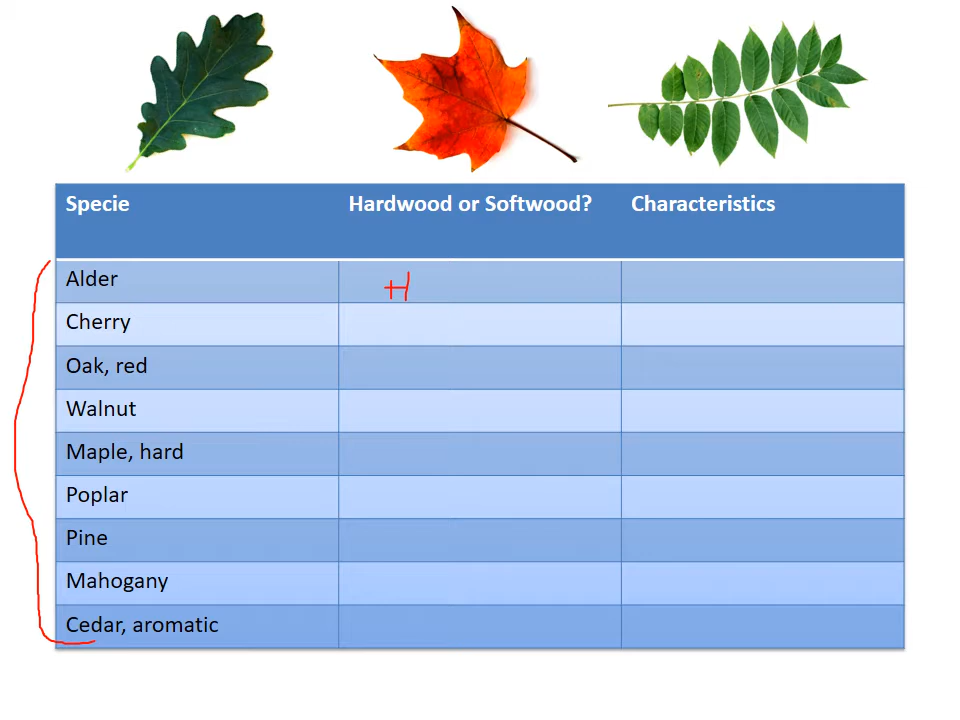 Specie Hardwood or Softwood? Characteristics
Alder H
Cherry
Oak, red
Walnut
Maple, hard
Poplar
Pine
Mahogany
Cedar, aromatic